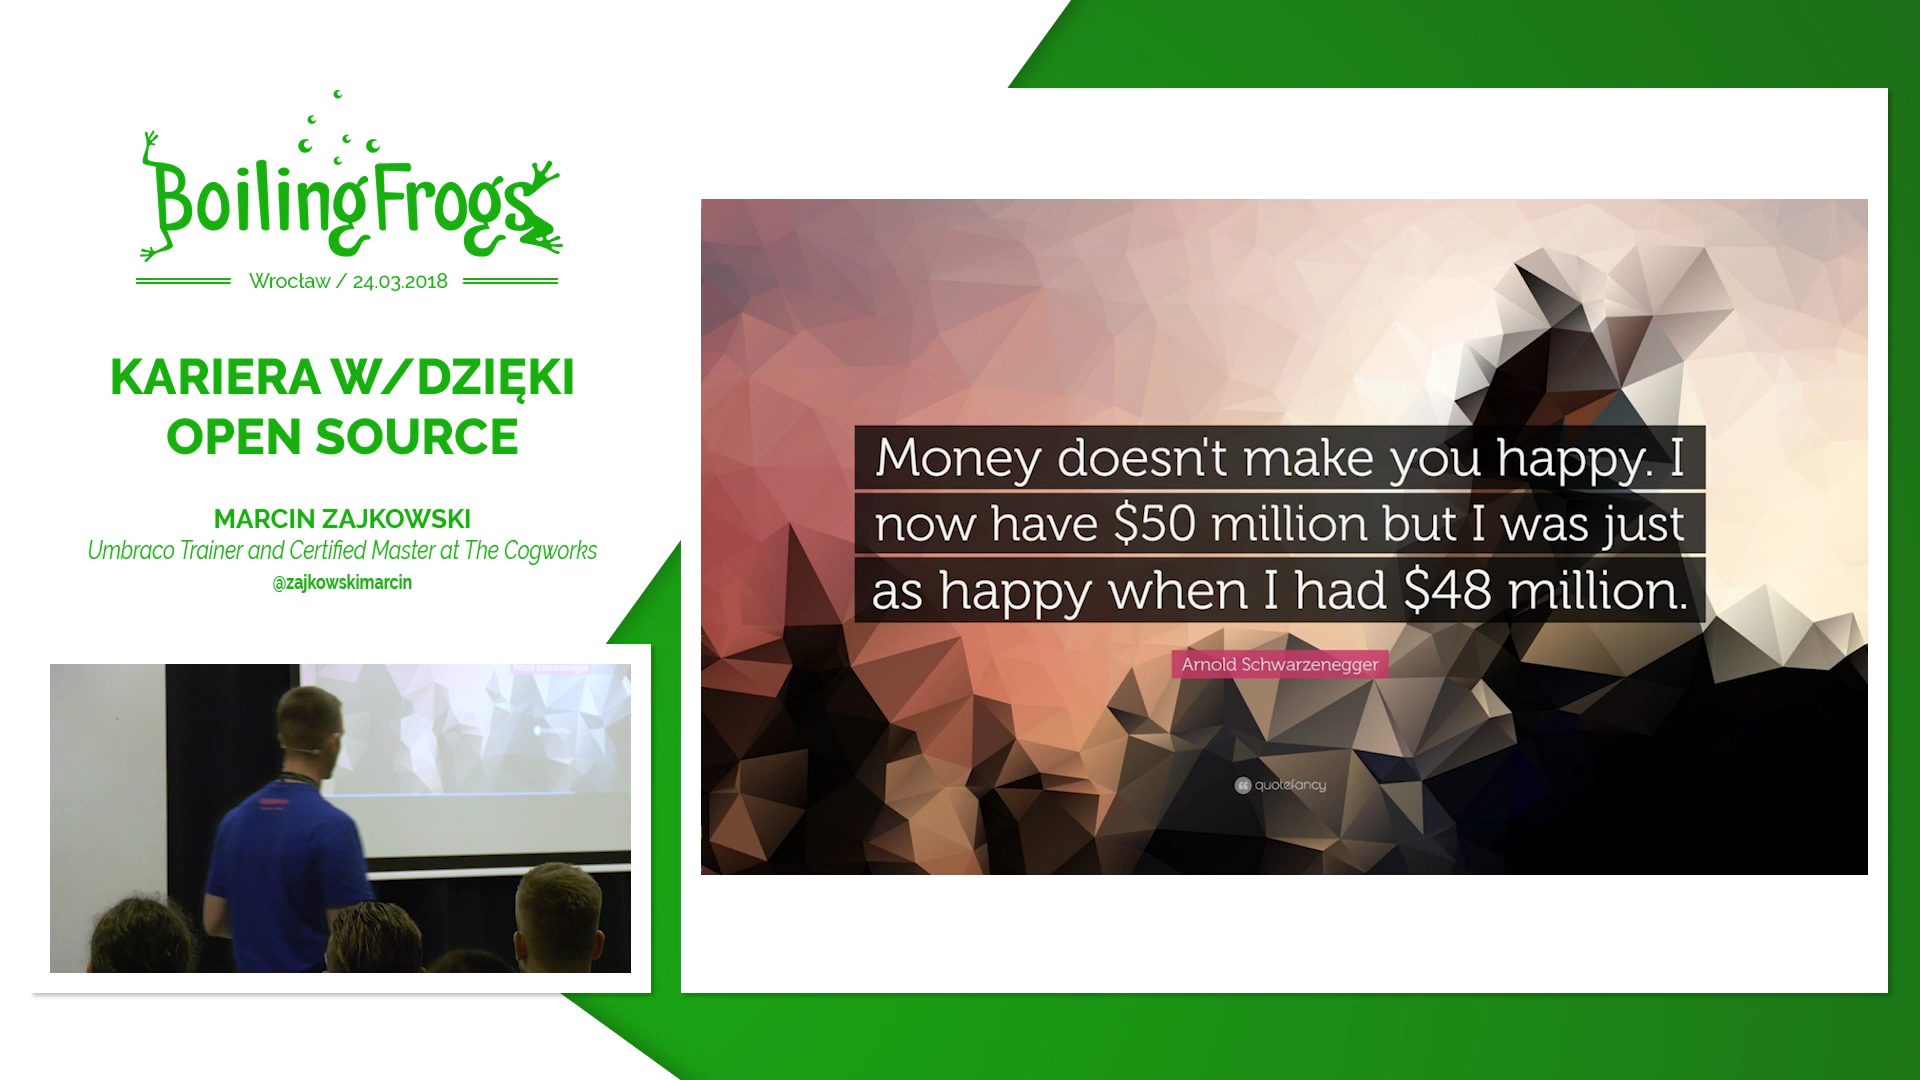 BoilingFrogs
Wrocław / 24.03.2018
KARIERA W/DZIĘKI
OPEN SOURCE
MARCIN ZAJKOWSKI
Umbraco Trainer and Certified Master at The Cogworks
@zajkowskimarcin
Money doesn't make you happy. I
now have $50 million but I was just
as happy when I had $48 million.
Arnold Schwarzenegger
quotefancy